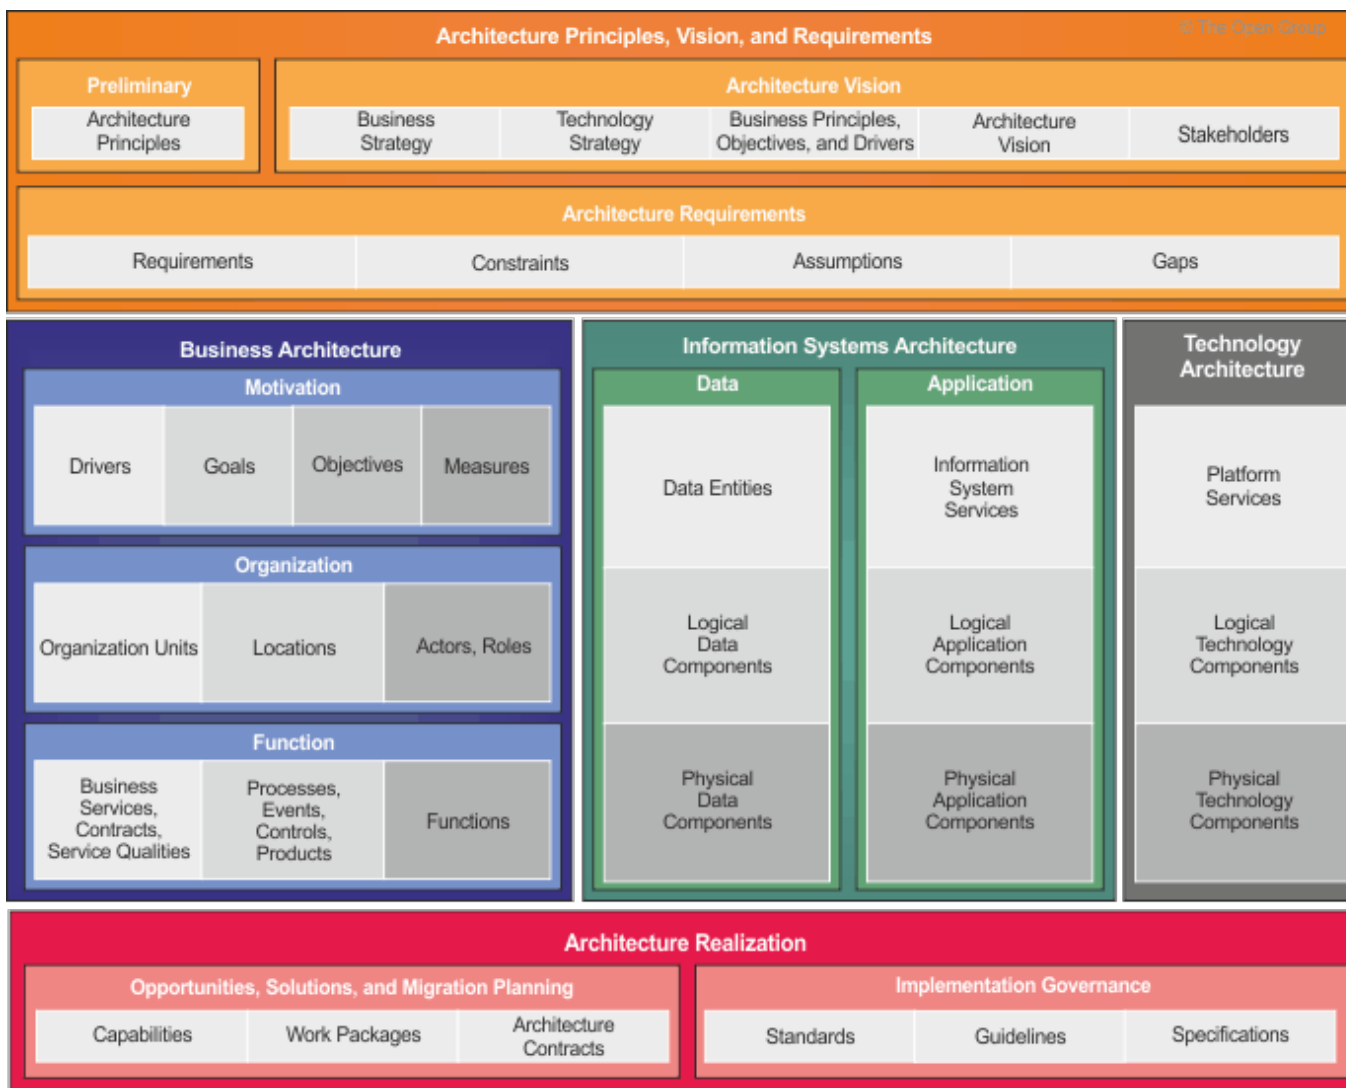 © The Open Group
Architecture Principles, Vision, and Requirements
Preliminary
Architecture
Principles
Architecture Vision
Business
Strategy
Technology
Strategy
Business Principles,
Objectives, and Drivers
Architecture
Vision
Stakeholders
Architecture Requirements
Requirements
Constraints
Assumptions
Gaps
Business Architecture
Motivation
Drivers
Goals
Objectives
Measures
Organization
Organization Units
Locations
Actors, Roles
Function
Business
Services,
Contracts,
Service Qualities
Processes,
Events,
Controls,
Products
Functions
Information Systems Architecture
Data
Data Entities
Logical
Data
Components
Physical
Data
Components
Application
Information
System
Services
Logical
Application
Components
Physical
Application
Components
Technology
Architecture
Platform
Services
Logical
Technology
Components
Physical
Technology
Components
Architecture Realization
Opportunities, Solutions, and Migration Planning
Capabilities
Work Packages
Architecture
Contracts
Implementation Governance
Standards
Guidelines
Specifications